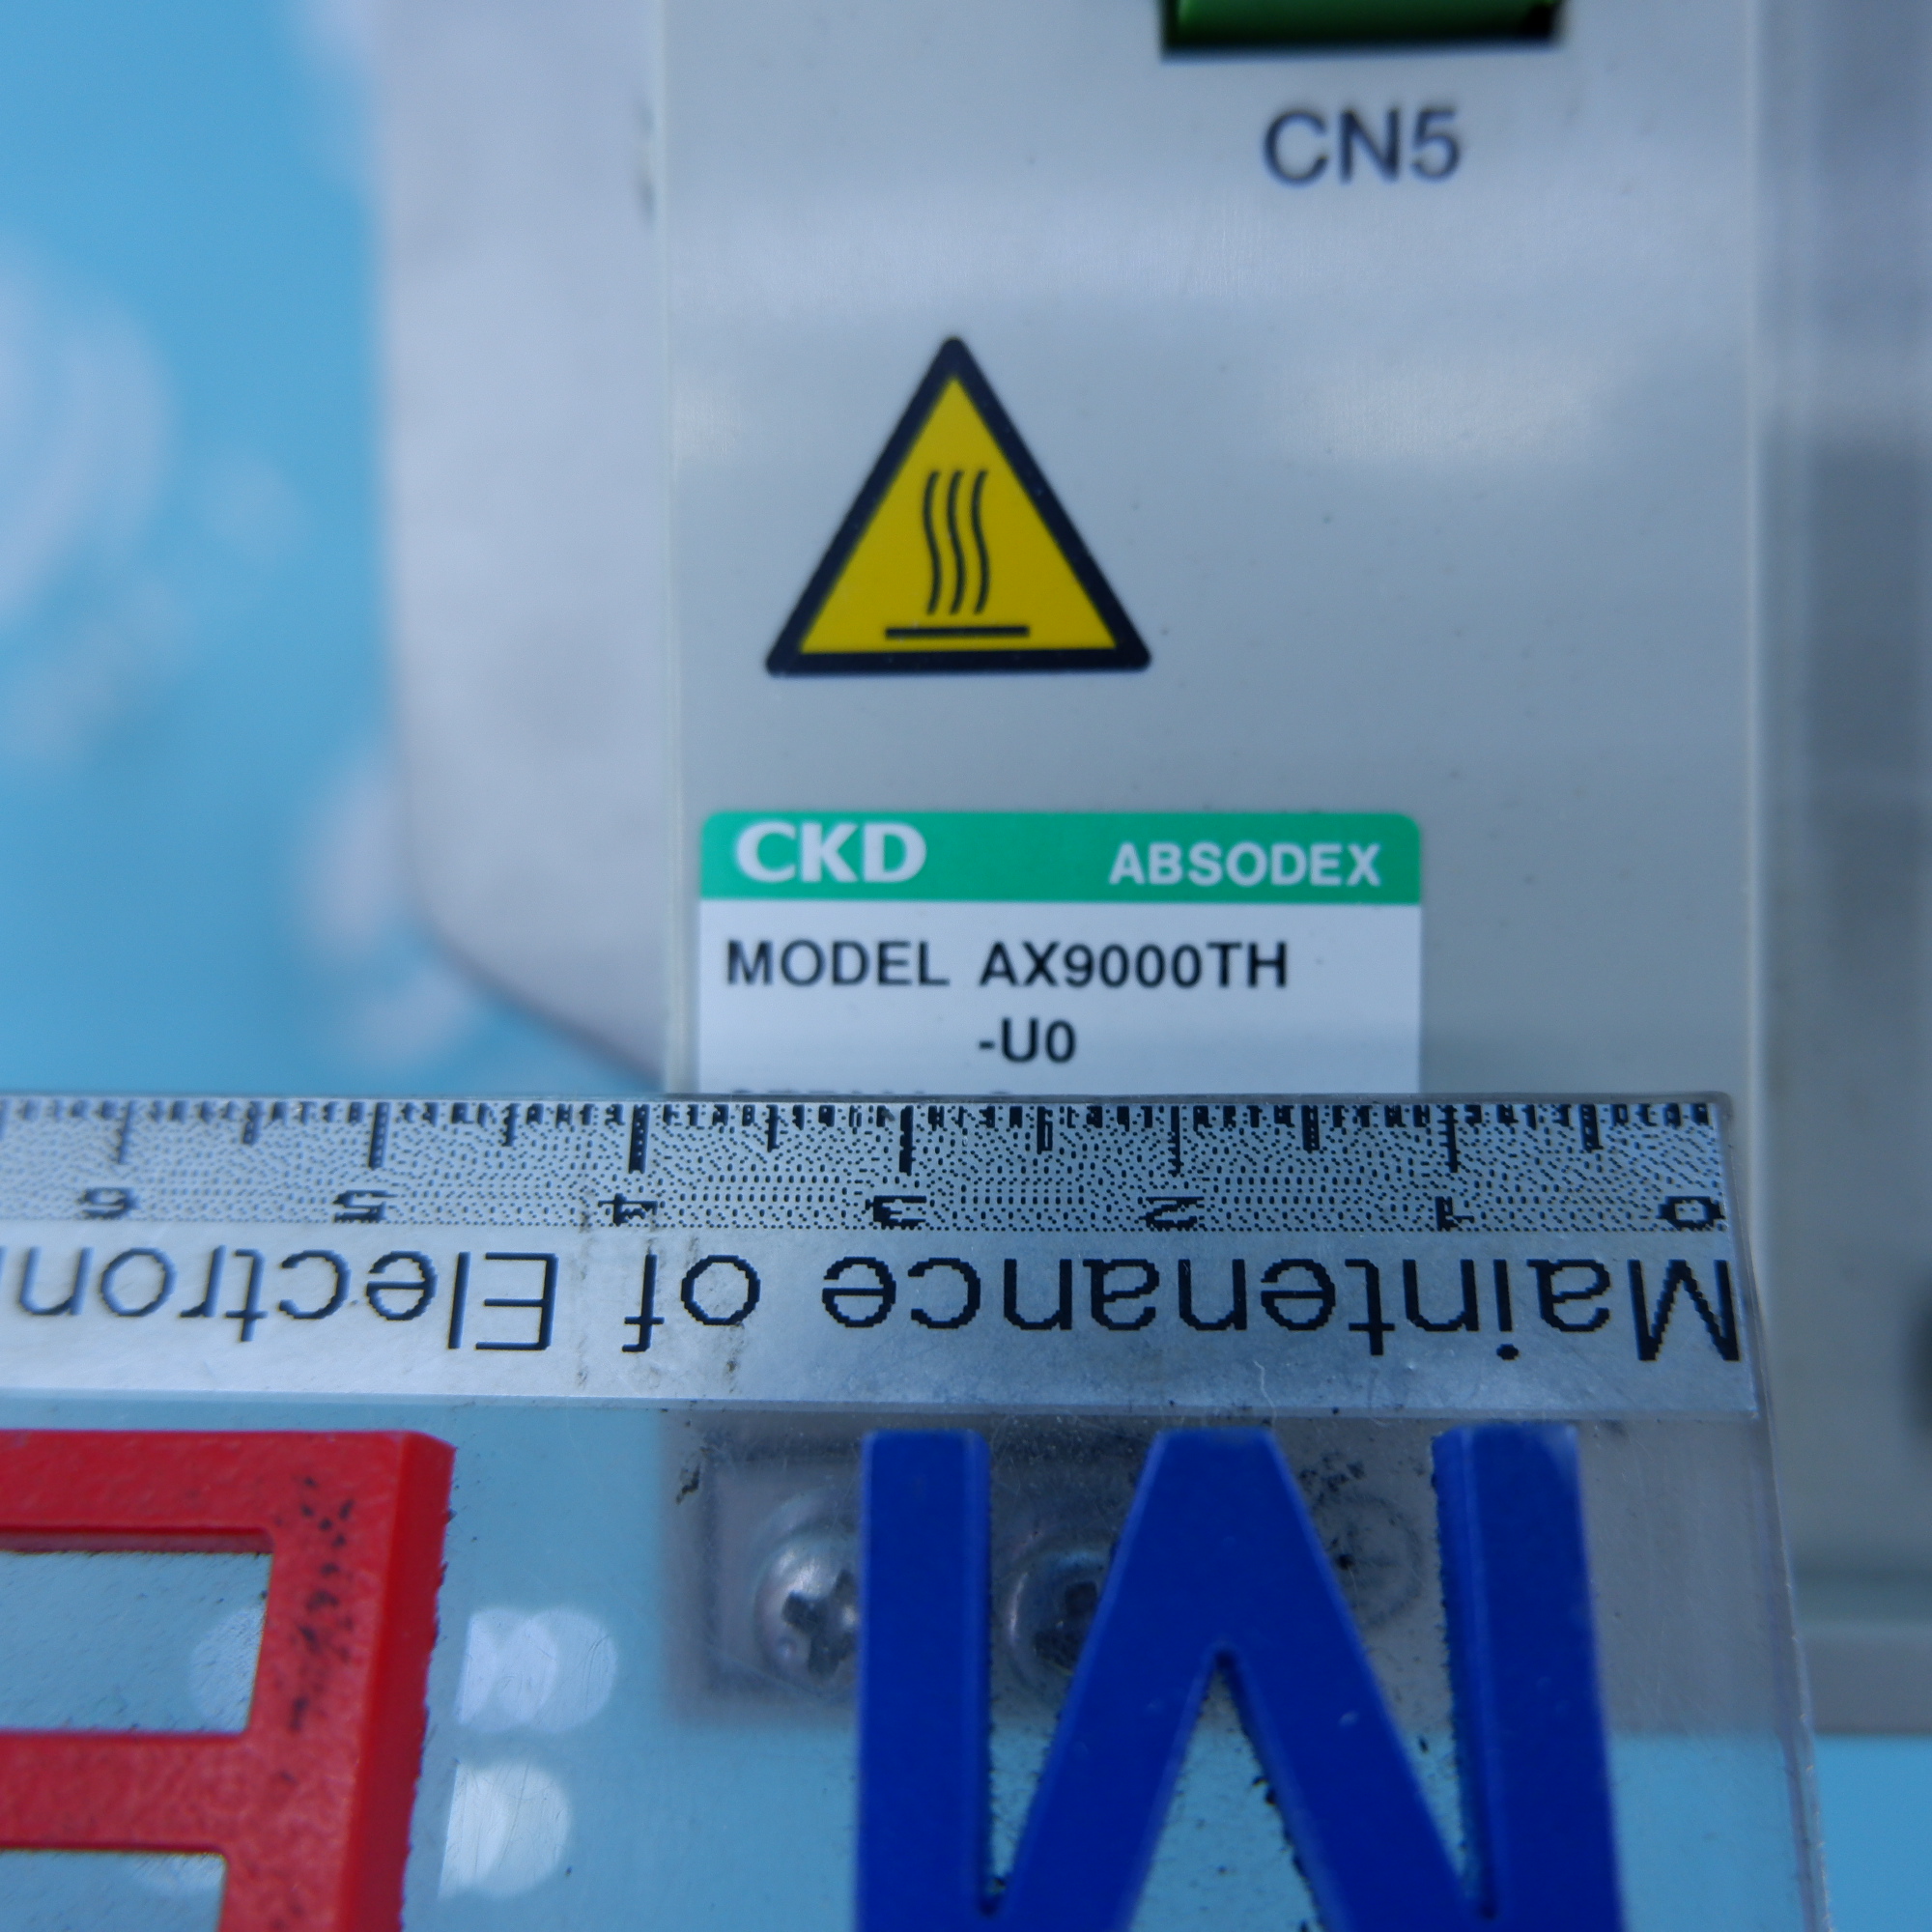 CN5
CKD ABSODEX
MODEL AX9000TH
-U0
0 1 2 3 4 5 6
Maintenance of Electron
M